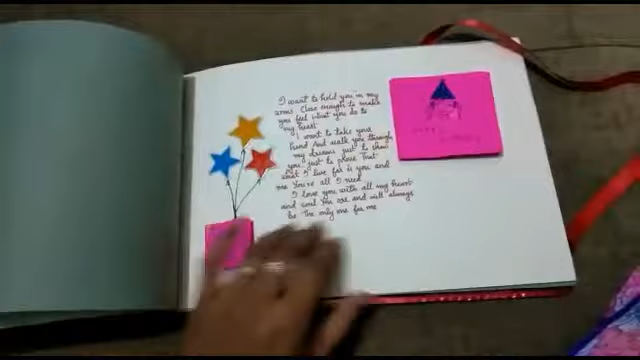 I want to hold you in my
arms close enough to make
you feel what you do to
my heart
I want to take your
hand And walk you through
my dreams just to show
you, just to prove that
what I live for is you and
me You're all I need
I love you with all my heart
and soul You are and will always
be the only one for me